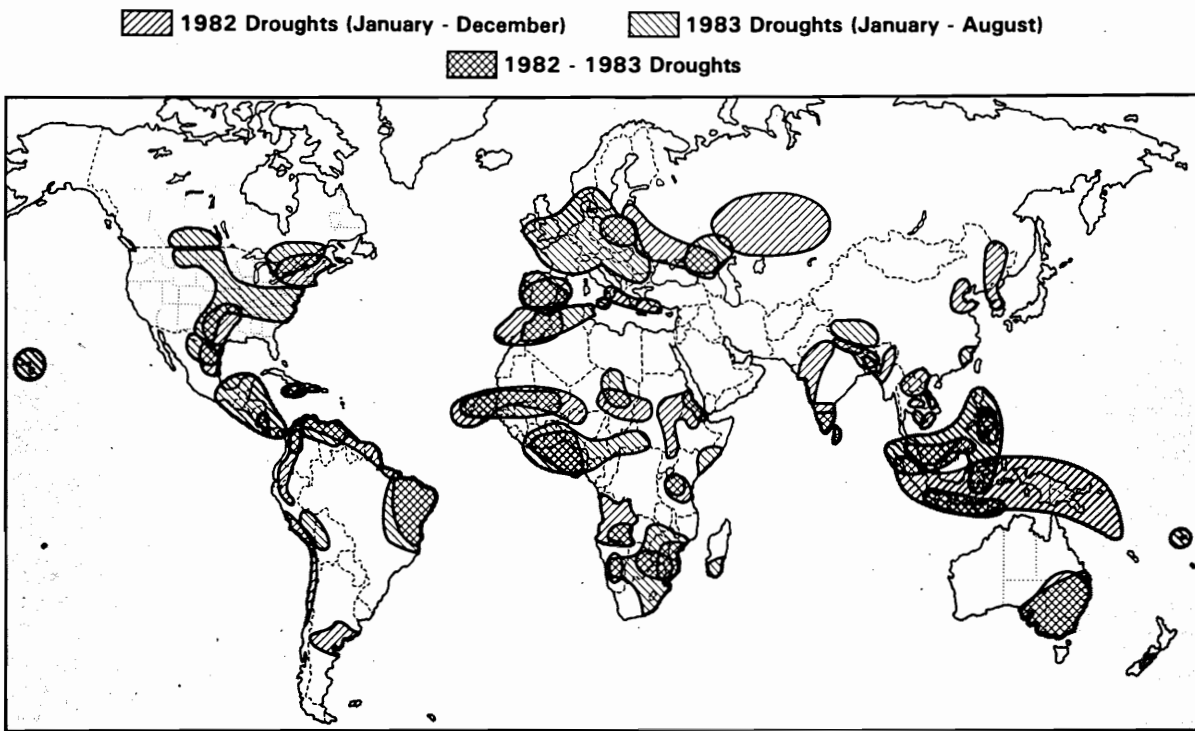 1982 Droughts (January - December)
1983 Droughts (January - August)
1982 - 1983 Droughts